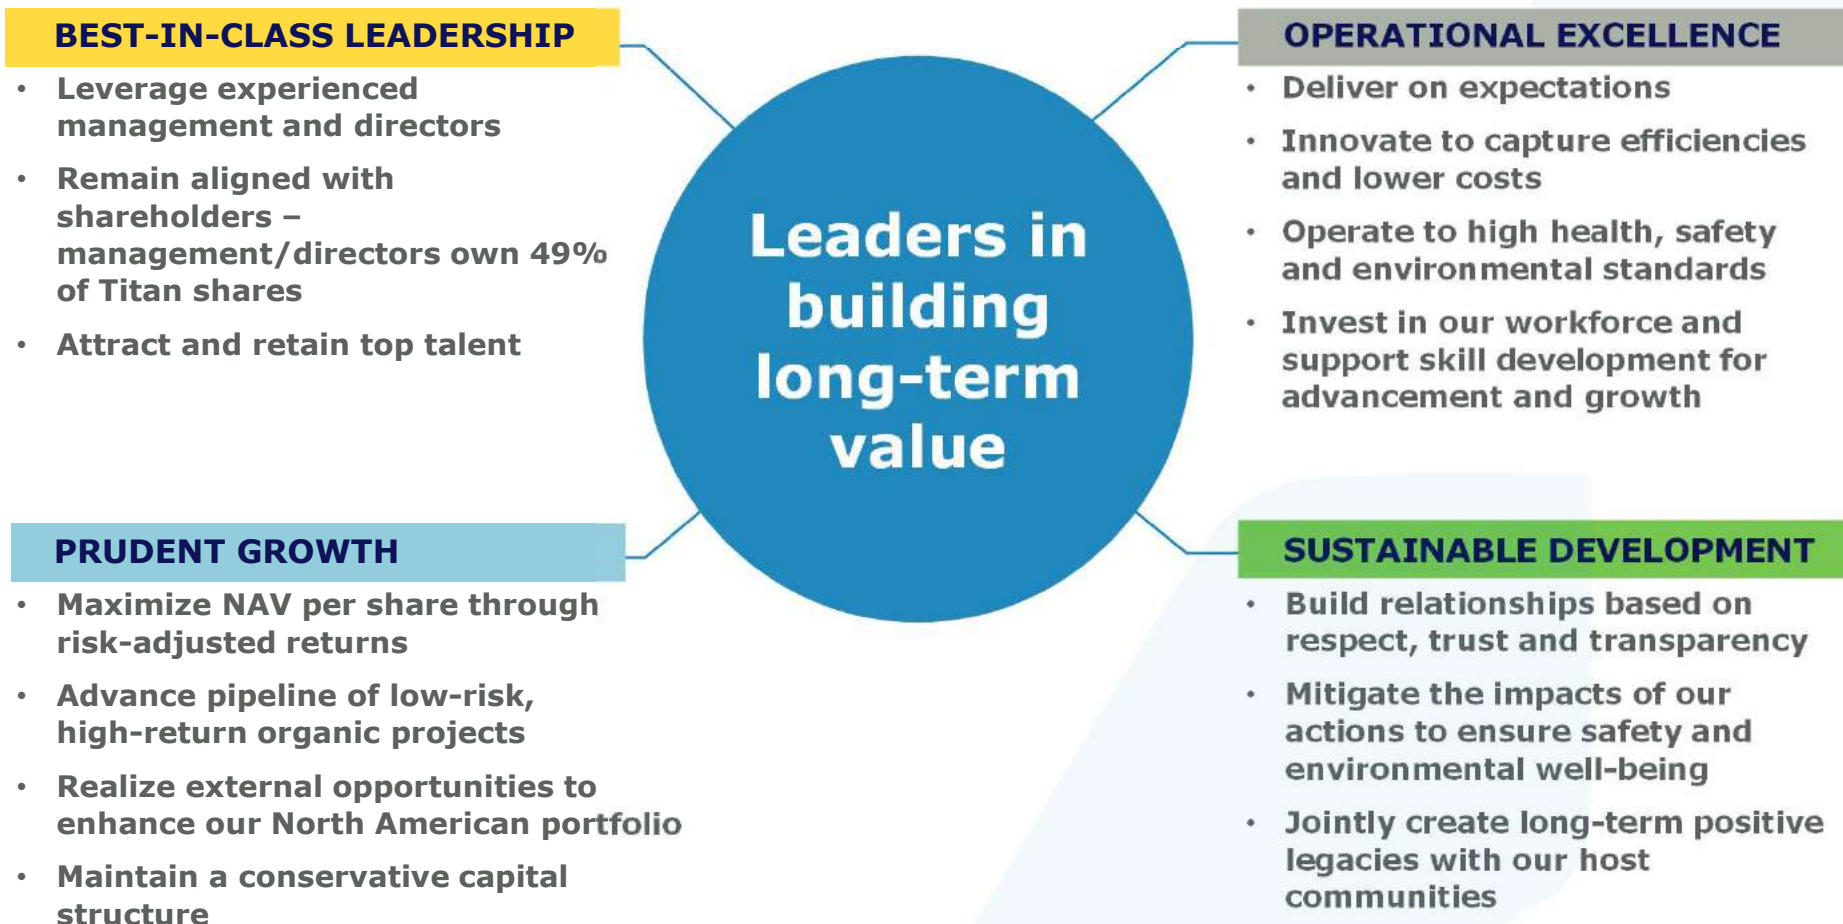 BEST-IN-CLASS LEADERSHIP
• Leverage experienced
management and directors
• Remain aligned with
shareholders –
management/directors own 49%
of Titan shares
• Attract and retain top talent
Leaders in
building
long-term
value
OPERATIONAL EXCELLENCE
• Deliver on expectations
• Innovate to capture efficiencies
and lower costs
• Operate to high health, safety
and environmental standards
• Invest in our workforce and
support skill development for
advancement and growth
PRUDENT GROWTH
• Maximize NAV per share through
risk-adjusted returns
• Advance pipeline of low-risk,
high-return organic projects
• Realize external opportunities to
enhance our North American portfolio
• Maintain a conservative capital
structure
SUSTAINABLE DEVELOPMENT
• Build relationships based on
respect, trust and transparency
• Mitigate the impacts of our
actions to ensure safety and
environmental well-being
• Jointly create long-term positive
legacies with our host
communities